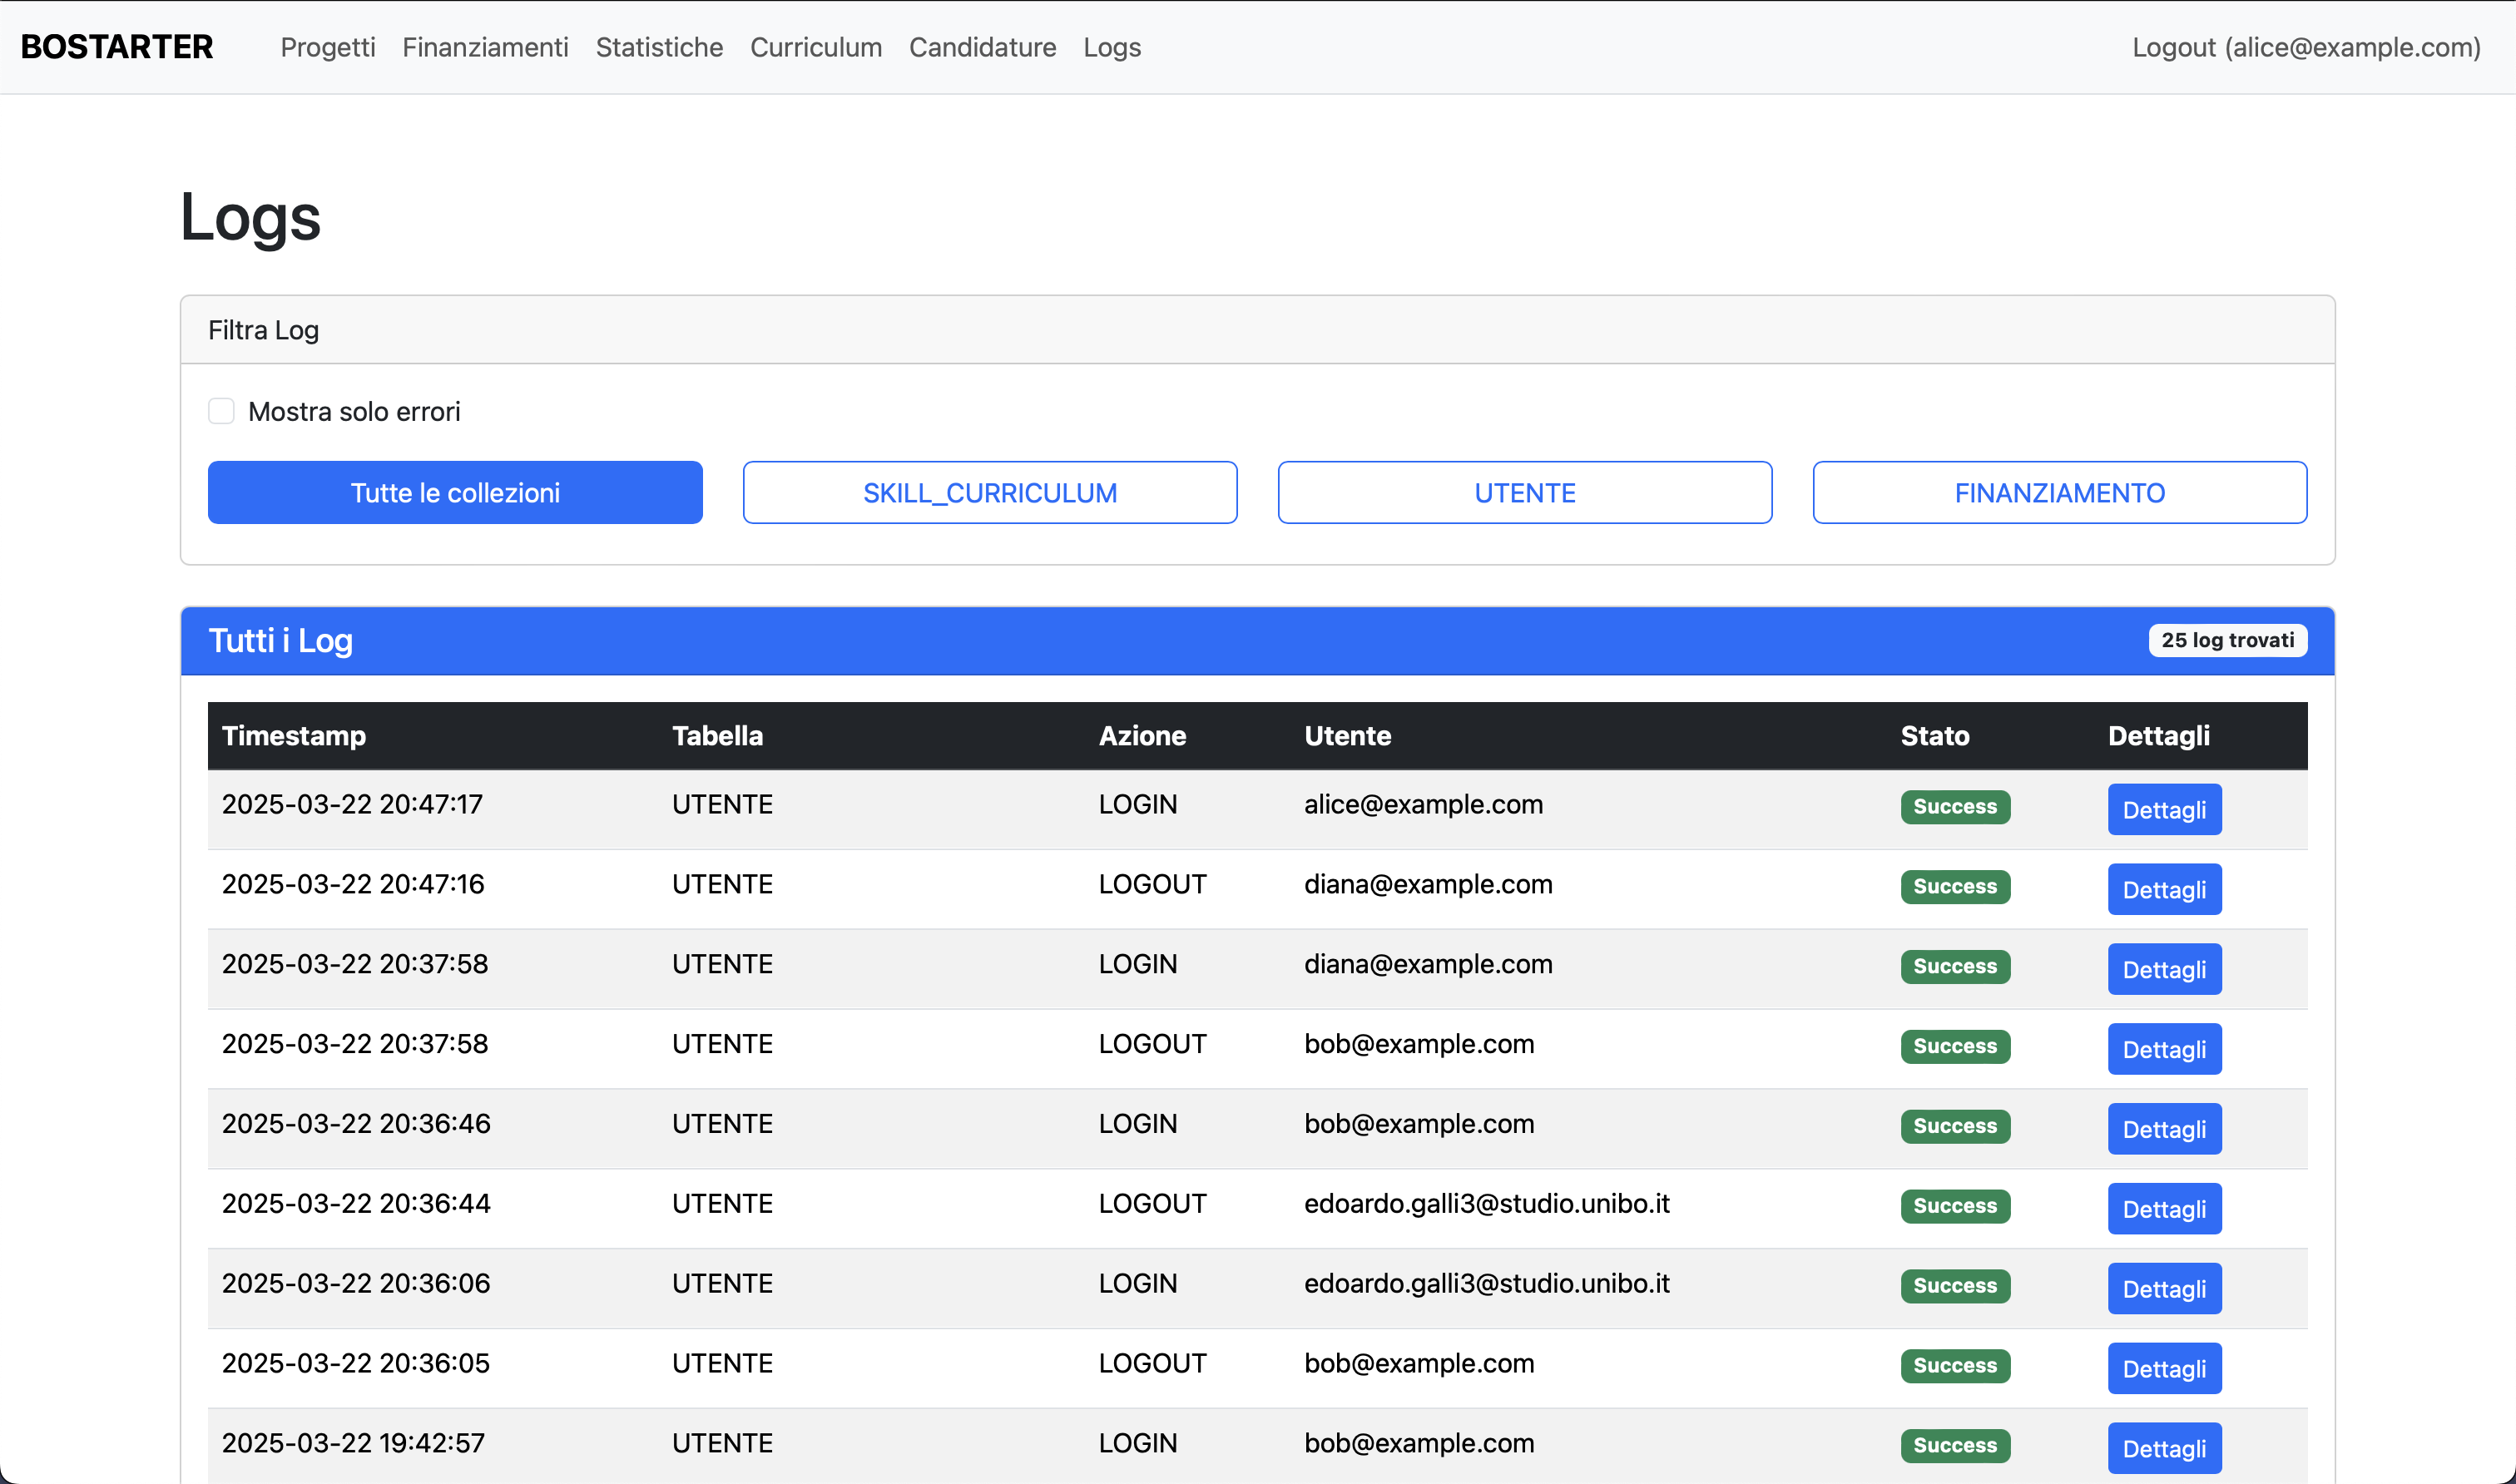 BOSTARTER Progetti Finanziamenti Statistiche Curriculum Candidature Logs Logout (alice@example.com)
Logs
Filtra Log
Mostra solo errori
Tutte le collezioni SKILL_CURRICULUM UTENTE FINANZIAMENTO
Tutti i Log 25 log trovati
Timestamp Tabella Azione Utente Stato Dettagli
2025-03-22 20:47:17 UTENTE LOGIN alice@example.com Success Dettagli
2025-03-22 20:47:16 UTENTE LOGOUT diana@example.com Success Dettagli
2025-03-22 20:37:58 UTENTE LOGIN diana@example.com Success Dettagli
2025-03-22 20:37:58 UTENTE LOGOUT bob@example.com Success Dettagli
2025-03-22 20:36:46 UTENTE LOGIN bob@example.com Success Dettagli
2025-03-22 20:36:44 UTENTE LOGOUT edoardo.galli3@studio.unibo.it Success Dettagli
2025-03-22 20:36:06 UTENTE LOGIN edoardo.galli3@studio.unibo.it Success Dettagli
2025-03-22 20:36:05 UTENTE LOGOUT bob@example.com Success Dettagli
2025-03-22 19:42:57 UTENTE LOGIN bob@example.com Success Dettagli